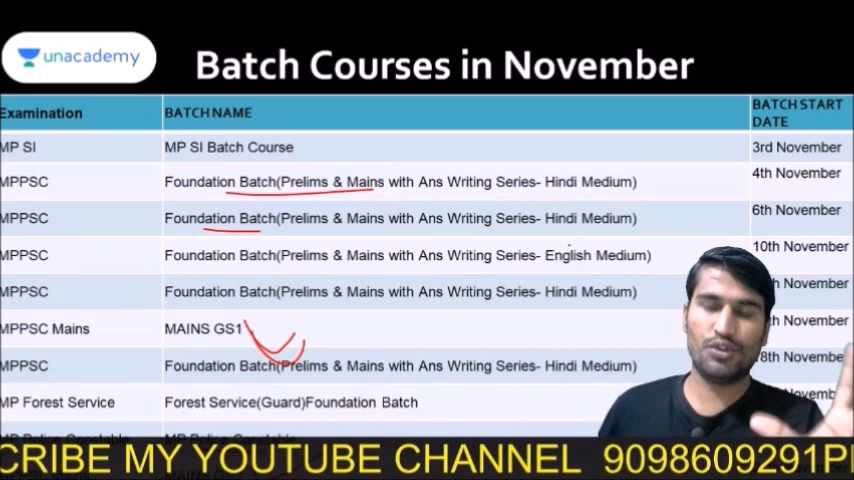 unacademy
Batch Courses in November
Examination BATCH NAME BATCH START DATE
MP SI MP SI Batch Course 3rd November
MPPSC Foundation Batch(Prelims & Mains with Ans Writing Series- Hindi Medium) 4th November
MPPSC Foundation Batch(Prelims & Mains with Ans Writing Series- Hindi Medium) 6th November
MPPSC Foundation Batch(Prelims & Mains with Ans Writing Series- English Medium) 10th November
MPPSC Foundation Batch(Prelims & Mains with Ans Writing Series- Hindi Medium) November
MPPSC Mains MAINS GS1 November
MPPSC Foundation Batch(Prelims & Mains with Ans Writing Series- Hindi Medium)
MP Forest Service Forest Service(Guard)Foundation Batch
CRIBE MY YOUTUBE CHANNEL 9098609291